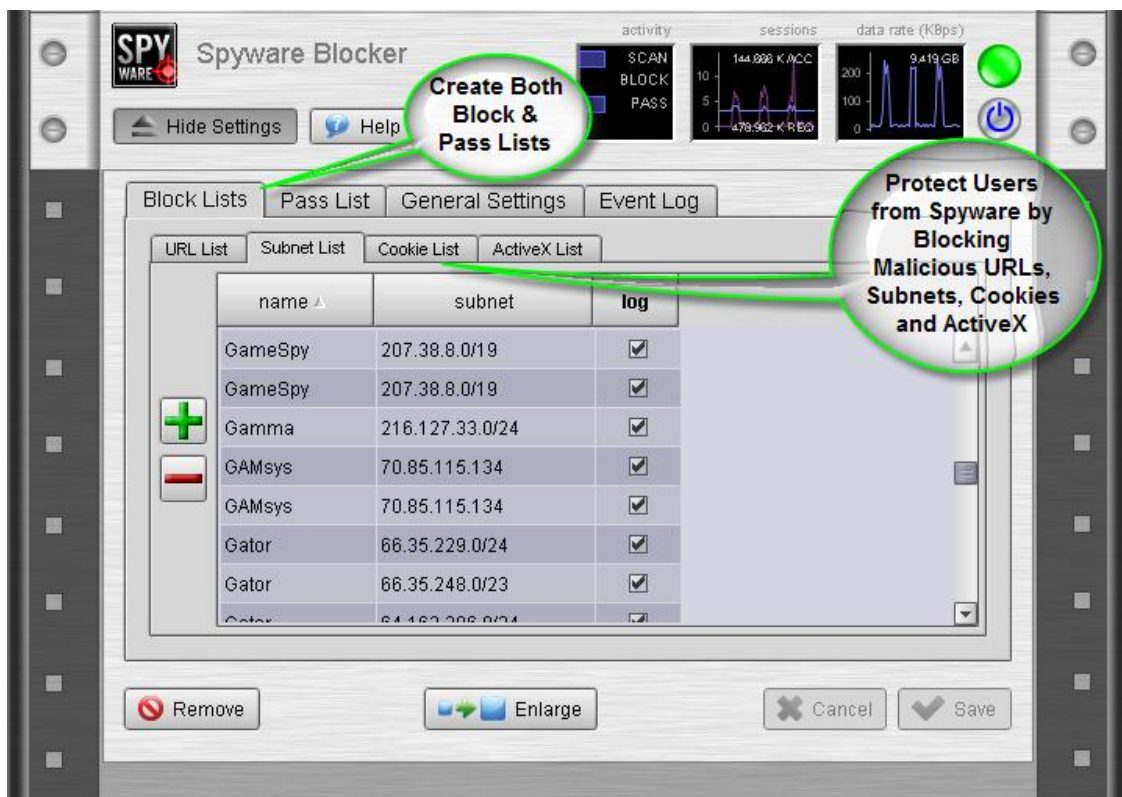 SPY
WARE
Spyware Blocker
activity
SCAN
BLOCK
PASS
sessions
144.666 K ACC
10
5
0
478.962 K REQ
data rate (KBps)
9.419 GB
200
100
0
Hide Settings
Help
Create Both
Block &
Pass Lists
Block Lists
Pass List
General Settings
Event Log
Protect Users
from Spyware by
Blocking
Malicious URLs,
Subnets, Cookies
and ActiveX
URL List
Subnet List
Cookie List
ActiveX List
name subnet log
GameSpy 207.38.8.0/19
GameSpy 207.38.8.0/19
Gamma 216.127.33.0/24
GAMsys 70.85.115.134
GAMsys 70.85.115.134
Gator 66.35.229.0/24
Gator 66.35.248.0/23
Gator
Remove
Enlarge
Cancel
Save